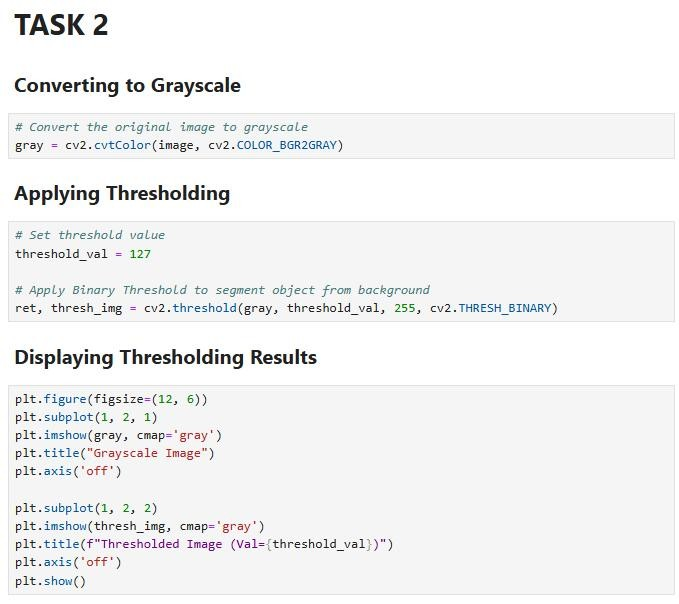 TASK 2
Converting to Grayscale
# Convert the original image to grayscale
gray = cv2.cvtColor(image, cv2.COLOR_BGR2GRAY)
Applying Thresholding
# Set threshold value
threshold_val = 127
# Apply Binary Threshold to segment object from background
ret, thresh_img = cv2.threshold(gray, threshold_val, 255, cv2.THRESH_BINARY)
Displaying Thresholding Results
plt.figure(figsize=(12, 6))
plt.subplot(1, 2, 1)
plt.imshow(gray, cmap='gray')
plt.title("Grayscale Image")
plt.axis('off')
plt.subplot(1, 2, 2)
plt.imshow(thresh_img, cmap='gray')
plt.title(f"Thresholded Image (Val={threshold_val})")
plt.axis('off')
plt.show()